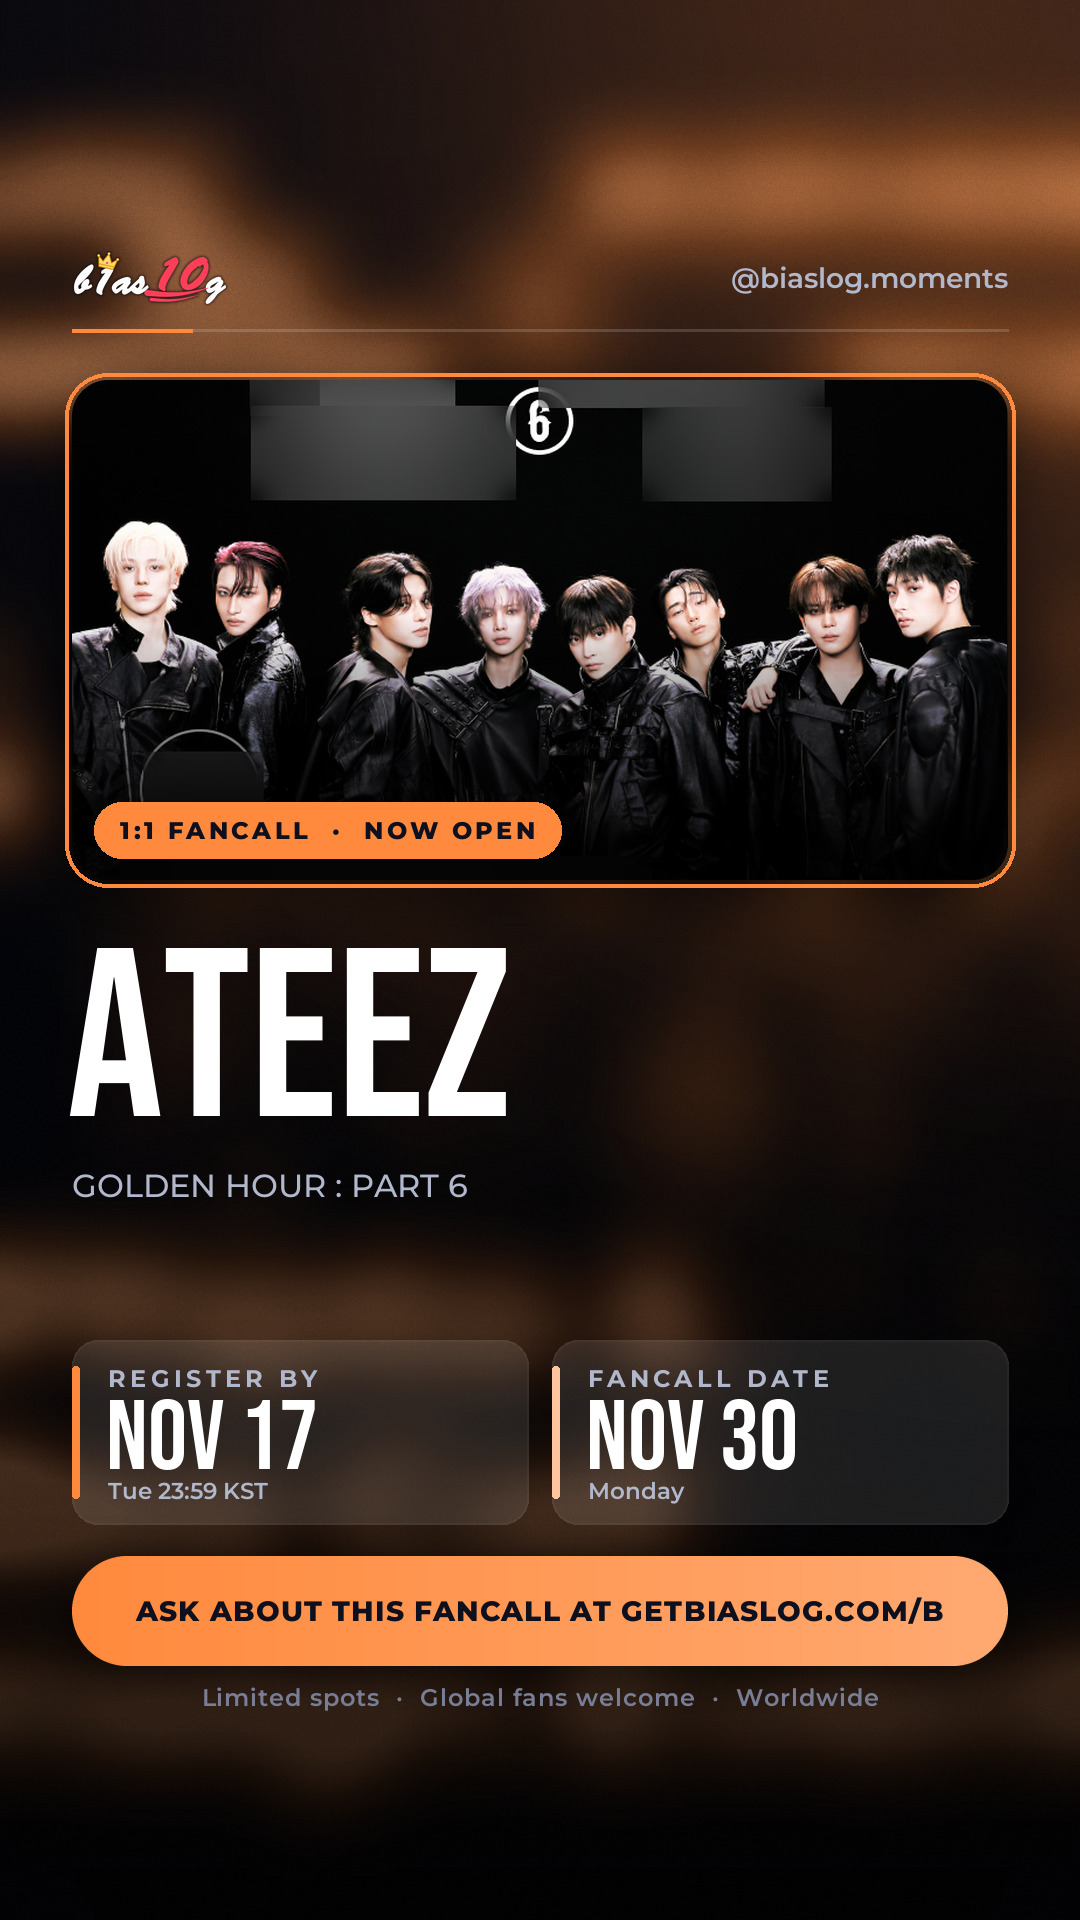 b1as10g
@biaslog.moments
6
1:1 FANCALL · NOW OPEN
ATEEZ
GOLDEN HOUR : PART 6
REGISTER BY
NOV 17
Tue 23:59 KST
FANCALL DATE
NOV 30
Monday
ASK ABOUT THIS FANCALL AT GETBIASLOG.COM/B
Limited spots · Global fans welcome · Worldwide